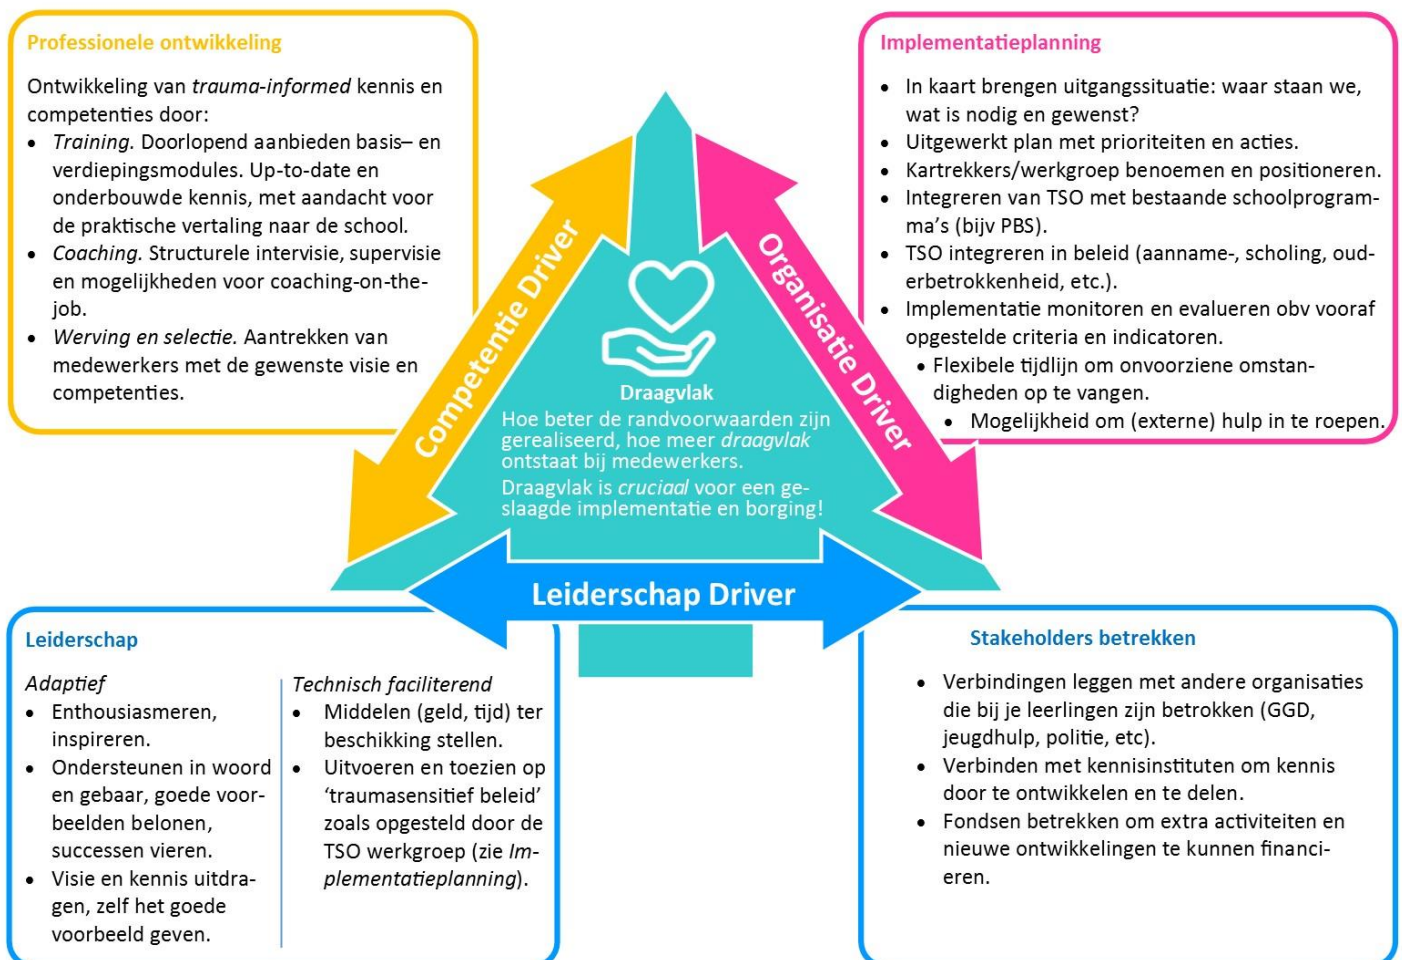 Professionele ontwikkeling
Ontwikkeling van trauma-informed kennis en
competenties door:
• Training. Doorlopend aanbieden basis– en
verdiepingsmodules. Up-to-date en
onderbouwde kennis, met aandacht voor
de praktische vertaling naar de school.
• Coaching. Structurele intervisie, supervisie
en mogelijkheden voor coaching-on-the-
job.
• Werving en selectie. Aantrekken van
medewerkers met de gewenste visie en
competenties.
Implementatieplanning
• In kaart brengen uitgangssituatie: waar staan we,
wat is nodig en gewenst?
• Uitgewerkt plan met prioriteiten en acties.
• Kartrekkers/werkgroep benoemen en positioneren.
• Integreren van TSO met bestaande schoolprogram-
ma’s (bijv PBS).
• TSO integreren in beleid (aanname-, scholing, oud-
erbetrokkenheid, etc.).
• Implementatie monitoren en evalueren obv vooraf
opgestelde criteria en indicatoren.
• Flexibele tijdlijn om onvoorziene omstan-
digheden op te vangen.
• Mogelijkheid om (externe) hulp in te roepen.
Competentie Driver
Organisatie Driver
Draagvlak
Hoe beter de randvoorwaarden zijn
gerealiseerd, hoe meer draagvlak
ontstaat bij medewerkers.
Draagvlak is cruciaal voor een ge-
slaagde implementatie en borging!
Leiderschap Driver
Leiderschap
Adaptief
• Enthousiasmeren,
inspireren.
• Ondersteunen in woord
en gebaar, goede voor-
beelden belonen,
successen vieren.
• Visie en kennis uitdra-
gen, zelf het goede
voorbeeld geven.
Technisch faciliterend
• Middelen (geld, tijd) ter
beschikking stellen.
• Uitvoeren en toezien op
‘traumasensitief beleid’
zoals opgesteld door de
TSO werkgroep (zie Im-
plementatieplanning).
Stakeholders betrekken
• Verbindingen leggen met andere organisaties
die bij je leerlingen zijn betrokken (GGD,
jeugdhulp, politie, etc).
• Verbinden met kennisinstituten om kennis
door te ontwikkelen en te delen.
• Fondsen betrekken om extra activiteiten en
nieuwe ontwikkelingen te kunnen financi-
eren.